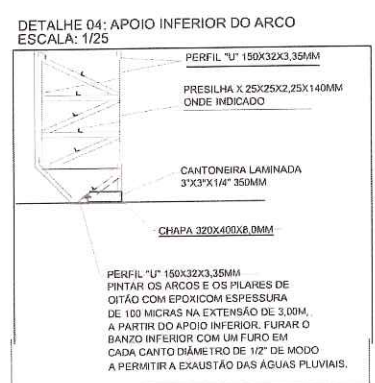 DETALHE 04: APOIO INFERIOR DO ARCO
ESCALA: 1/25
PERFIL "U" 150X32X3,35MM
PRESILHA X 25X25X2,25X140MM
ONDE INDICADO
CANTONEIRA LAMINADA
3"X3"X1/4" 350MM
CHAPA 320X400X8,0MM
PERFIL "U" 150X32X3,35MM
PINTAR OS ARCOS E OS PILARES DE
OITÃO COM EPOXICOM ESPESSURA
DE 100 MICRAS NA EXTENSÃO DE 3,00M,
A PARTIR DO APOIO INFERIOR. FURAR O
BANZO INFERIOR COM UM FURO EM
CADA CANTO DIÂMETRO DE 1/2" DE MODO
A PERMITIR A EXAUSTÃO DAS ÁGUAS PLUVIAIS.